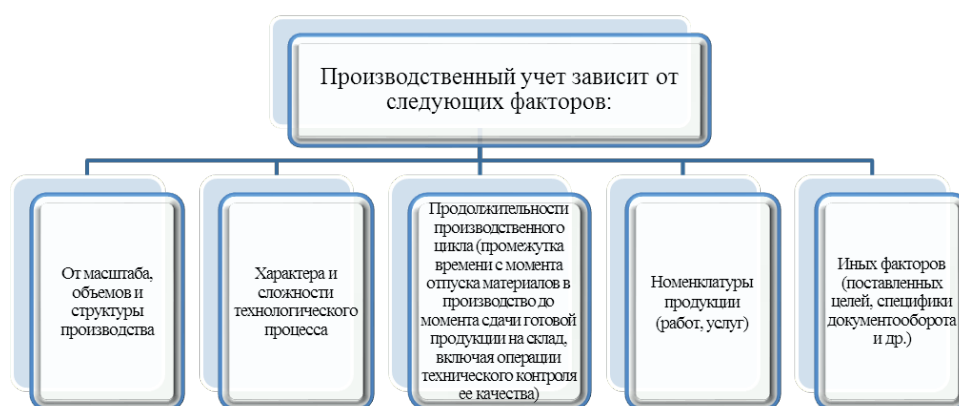 Производственный учет зависит от
следующих факторов:
От масштаба,
объемов и
структуры
производства
Характера и
сложности
технологического
процесса
Продолжительности
производственного
цикла (промежутка
времени с момента
отпуска материалов в
производство до
момента сдачи готовой
продукции на склад,
включая операции
технического контроля
ее качества)
Номенклатуры
продукции
(работ, услуг)
Иных факторов
(поставленных
целей, специфики
документооборота
и др.)